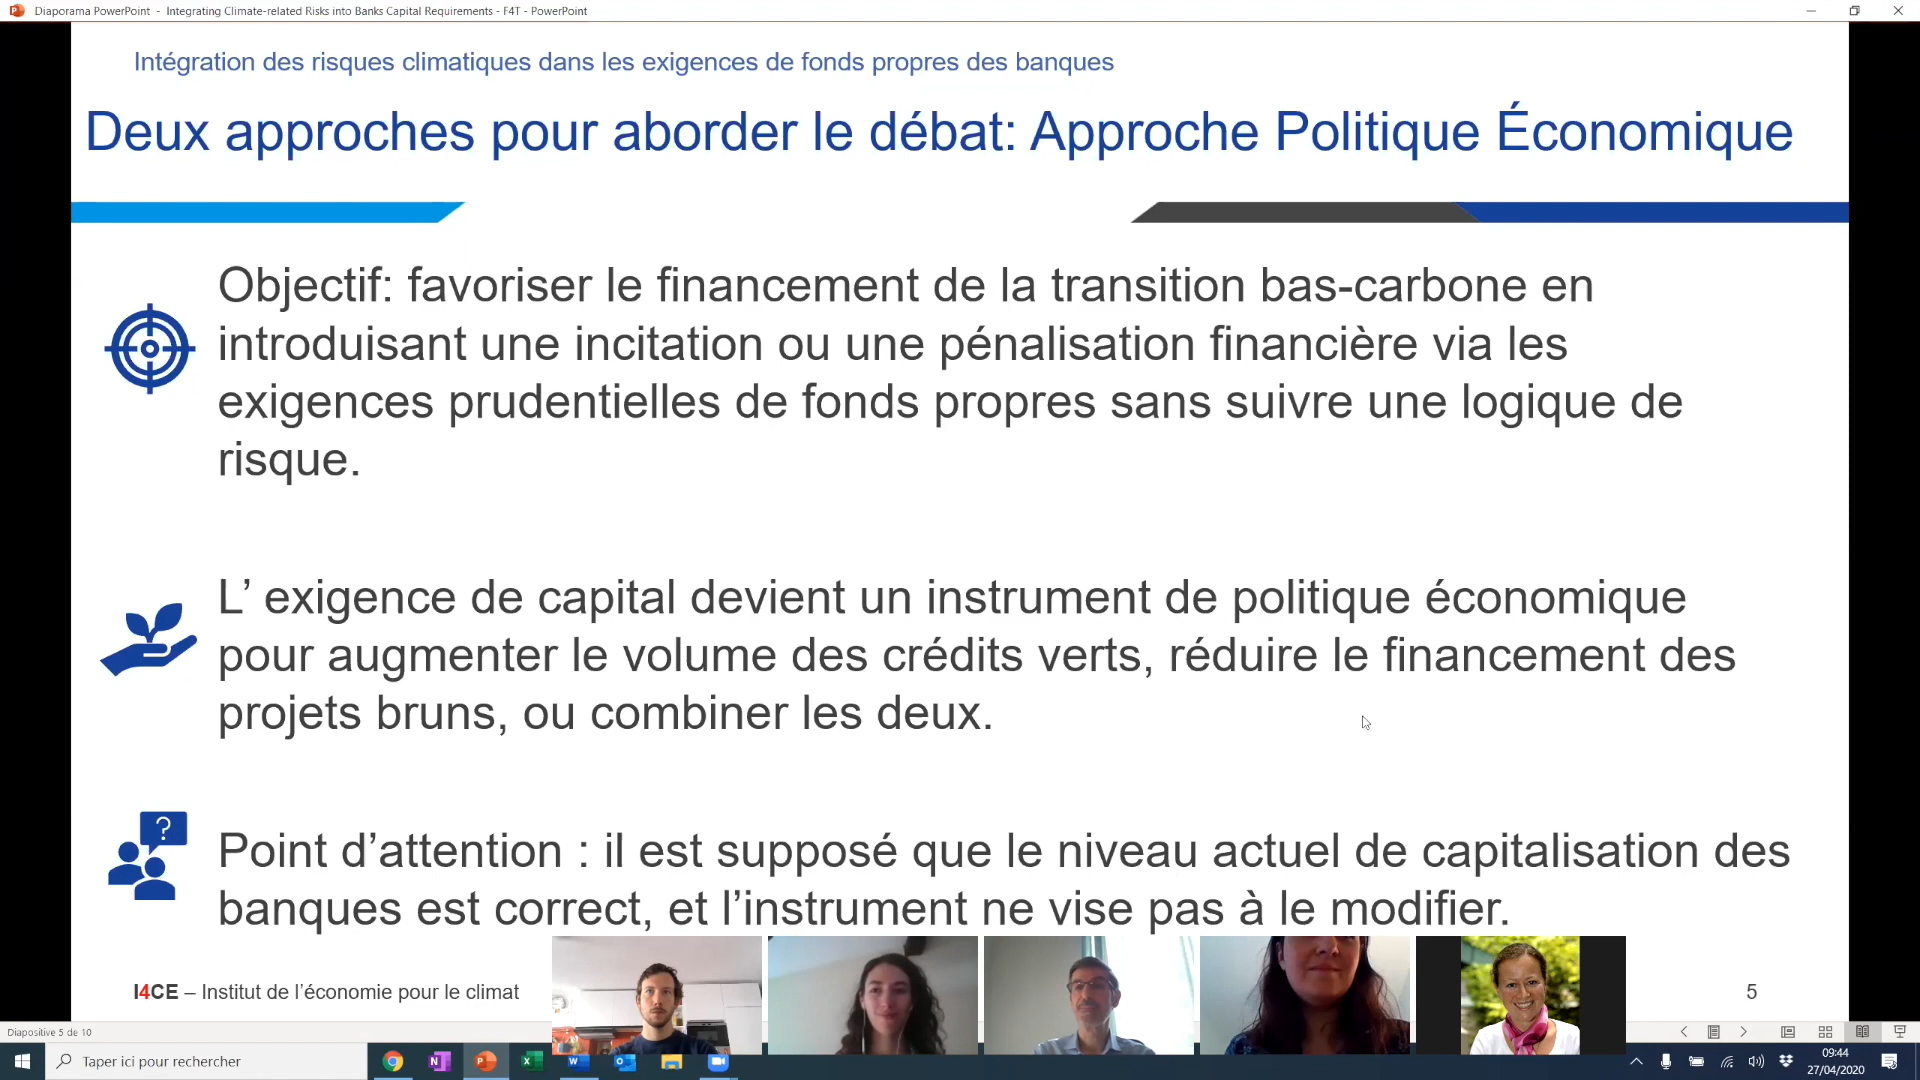 Diaporama PowerPoint - Integrating Climate-related Risks into Banks Capital Requirements - F4T - PowerPoint
Intégration des risques climatiques dans les exigences de fonds propres des banques
Deux approches pour aborder le débat: Approche Politique Économique
Objectif: favoriser le financement de la transition bas-carbone en
introduisant une incitation ou une pénalisation financière via les
exigences prudentielles de fonds propres sans suivre une logique de
risque.
L’ exigence de capital devient un instrument de politique économique
pour augmenter le volume des crédits verts, réduire le financement des
projets bruns, ou combiner les deux.
?
Point d’attention : il est supposé que le niveau actuel de capitalisation des
banques est correct, et l’instrument ne vise pas à le modifier.
I4CE – Institut de l’économie pour le climat
5
Diapositive 5 de 10
Taper ici pour rechercher
09:44
27/04/2020